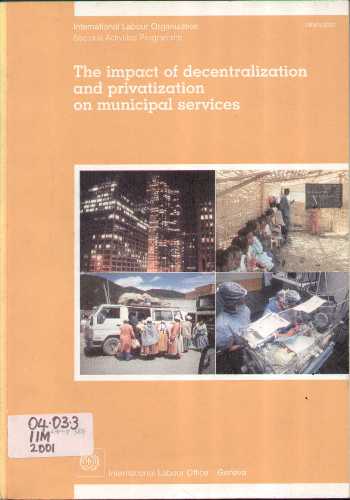 International Labour Organization
Sectoral Activities Programme
The impact of decentralization
and privatization
on municipal services
04.03.3
IIM
2001
International Labour Office Geneva